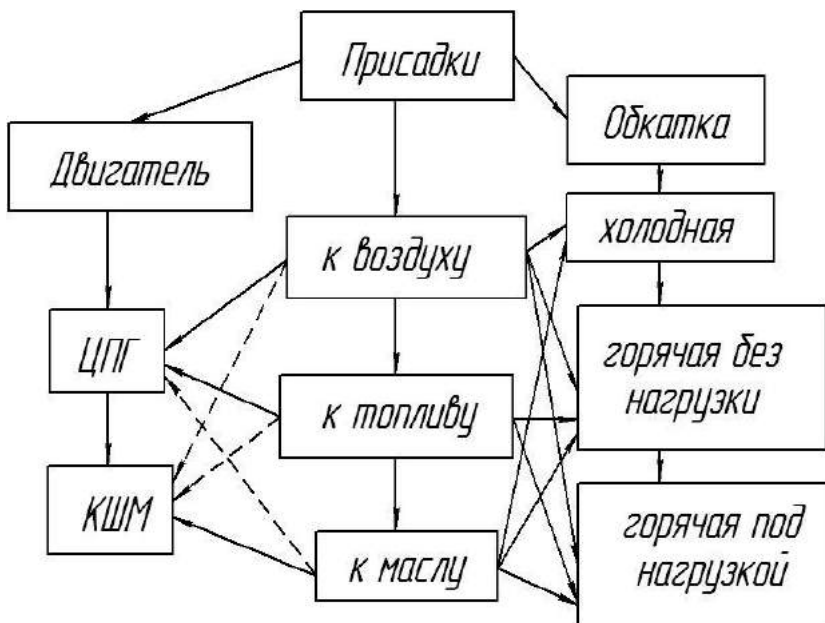 Присадки
Двигатель
Обкатка
к воздуху
холодная
ЦПГ
к топливу
горячая без
нагрузки
КШМ
к маслу
горячая под
нагрузкой